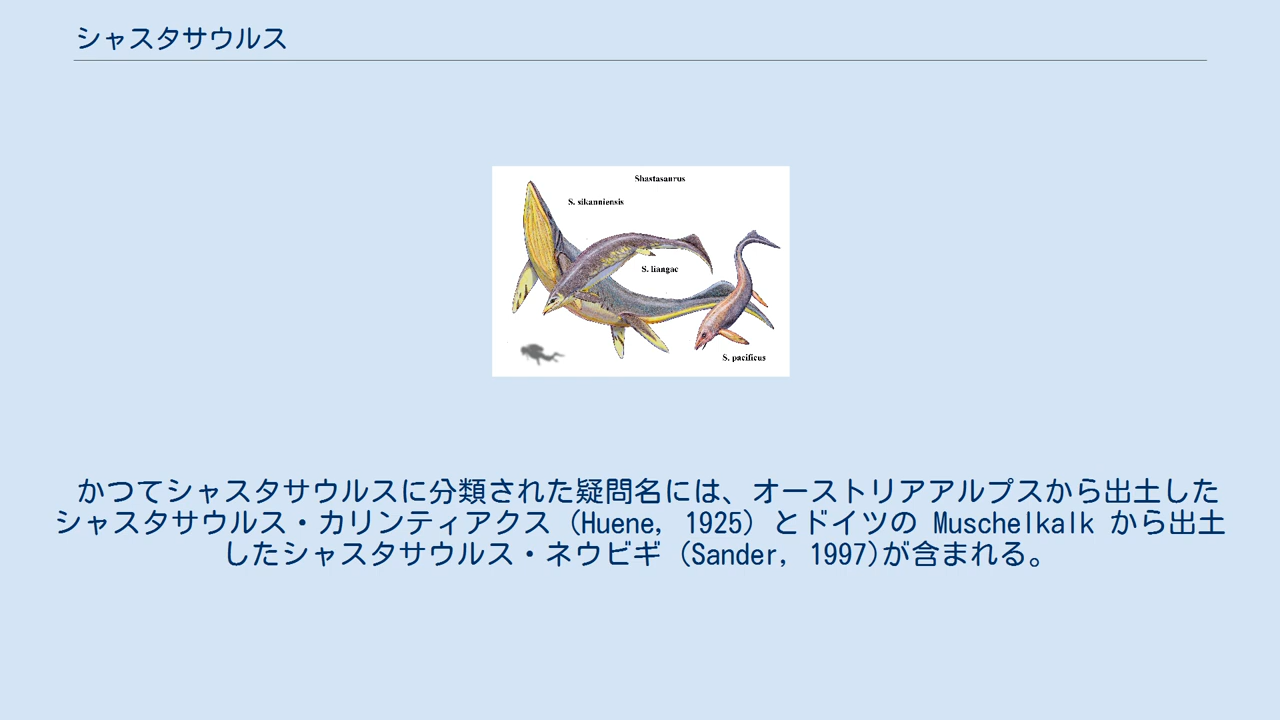 シャスタサウルス
Shastasaurus
S. sikanniensis
S. liangae
S. pacificus
かつてシャスタサウルスに分類された疑問名には、オーストリアアルプスから出土した
シャスタサウルス・カリンティアクス (Huene, 1925) とドイツの Muschelkalk から出土
したシャスタサウルス・ネウビギ (Sander, 1997)が含まれる。